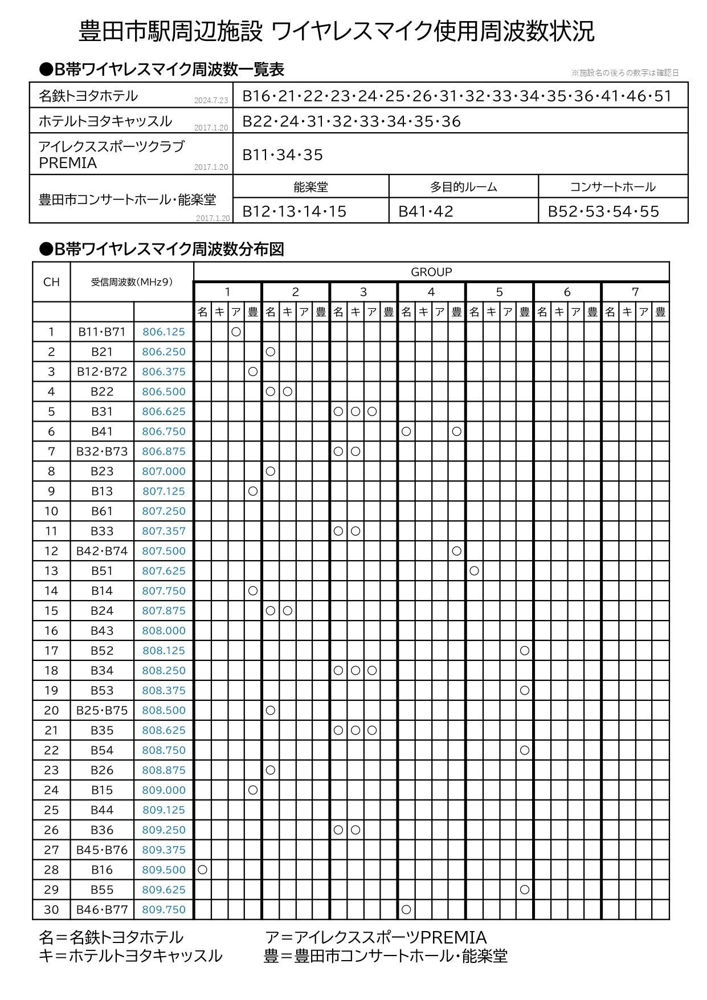 豊田市駅周辺施設 ワイヤレスマイク使用周波数状況
●B帯ワイヤレスマイク周波数一覧表
※施設名の後ろの数字は確認日
名鉄トヨタホテル 2024.7.23 B16・21・22・23・24・25・26・31・32・33・34・35・36・41・46・51
ホテルトヨタキャッスル 2017.1.20 B22・24・31・32・33・34・35・36
アイレクススポーツクラブ
PREMIA 2017.1.20 B11・34・35
豊田市コンサートホール・能楽堂 2017.1.20
能楽堂 多目的ルーム コンサートホール
B12・13・14・15 B41・42 B52・53・54・55
●B帯ワイヤレスマイク周波数分布図
CH 受信周波数(MHz9) GROUP
1 2 3 4 5 6 7
名 キ ア 豊 名 キ ア 豊 名 キ ア 豊 名 キ ア 豊 名 キ ア 豊 名 キ ア 豊 名 キ ア 豊
1 B11・B71 806.125 ○
2 B21 806.250 ○
3 B12・B72 806.375 ○
4 B22 806.500 ○ ○
5 B31 806.625 ○ ○ ○
6 B41 806.750 ○ ○
7 B32・B73 806.875 ○ ○
8 B23 807.000 ○
9 B13 807.125 ○
10 B61 807.250
11 B33 807.357 ○ ○
12 B42・B74 807.500 ○
13 B51 807.625 ○
14 B14 807.750 ○
15 B24 807.875 ○ ○
16 B43 808.000
17 B52 808.125 ○
18 B34 808.250 ○ ○ ○
19 B53 808.375 ○
20 B25・B75 808.500 ○
21 B35 808.625 ○ ○ ○
22 B54 808.750 ○
23 B26 808.875 ○
24 B15 809.000 ○
25 B44 809.125
26 B36 809.250 ○ ○
27 B45・B76 809.375
28 B16 809.500 ○
29 B55 809.625 ○
30 B46・B77 809.750 ○
名＝名鉄トヨタホテル ア＝アイレクススポーツPREMIA
キ＝ホテルトヨタキャッスル 豊＝豊田市コンサートホール・能楽堂